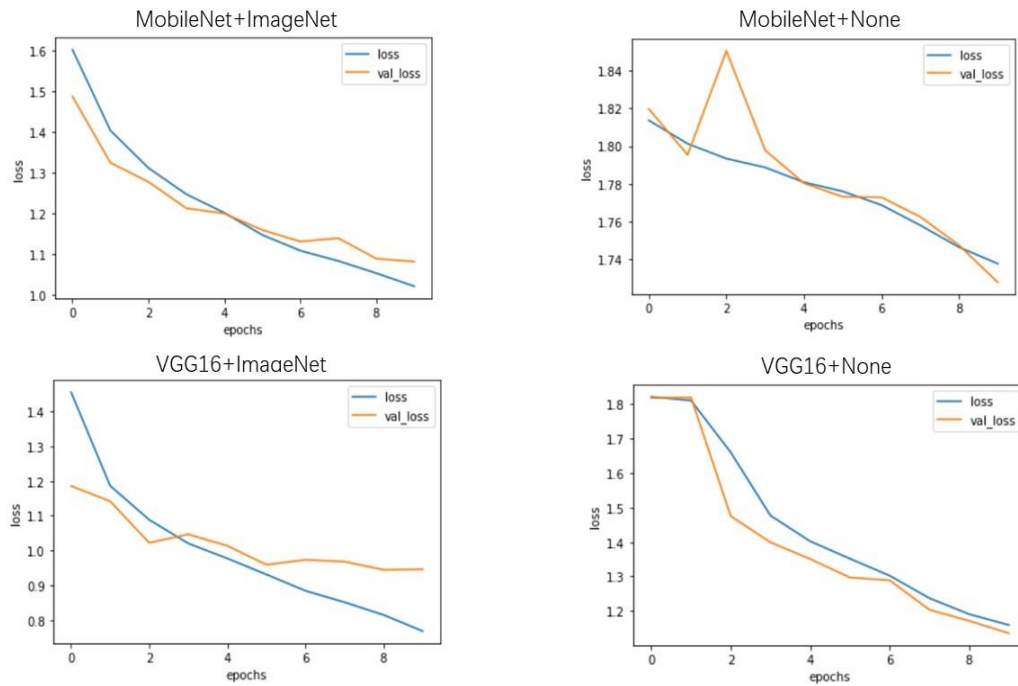 MobileNet+ImageNet
1.6
1.5
1.4
1.3
1.2
1.1
1.0
loss
loss
val_loss
0 2 4 6 8
epochs
MobileNet+None
1.84
1.82
1.80
1.78
1.76
1.74
loss
loss
val_loss
0 2 4 6 8
epochs
VGG16+ImageNet
1.4
1.3
1.2
1.1
1.0
0.9
0.8
loss
loss
val_loss
0 2 4 6 8
epochs
VGG16+None
1.8
1.7
1.6
1.5
1.4
1.3
1.2
loss
loss
val_loss
0 2 4 6 8
epochs